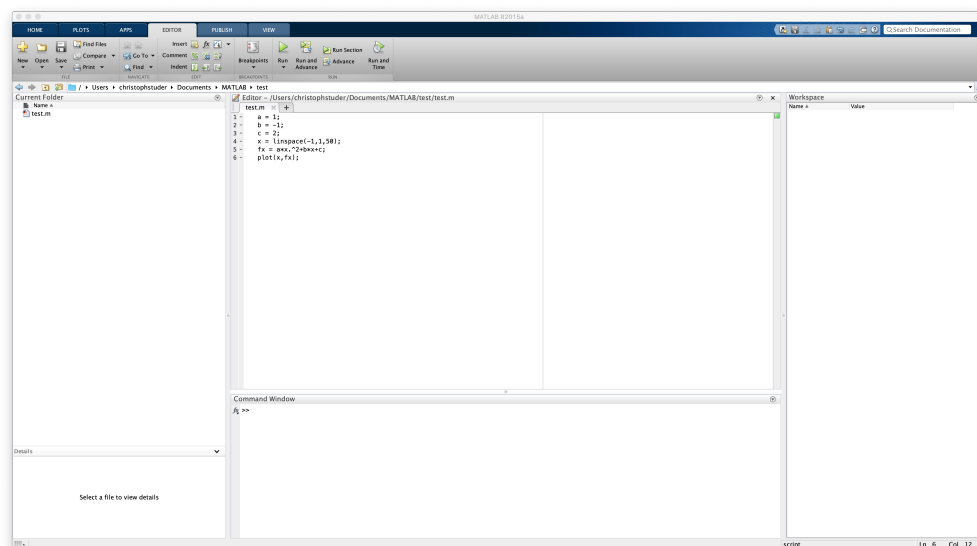 MATLAB R2016a
HOME PLOTS APPS EDITOR PUBLISH VIEW
Search Documentation
New Open Save Find Files Compare Print Go To Find Insert Comment Indent fx Breakpoints Run Run and Advance Run Section Advance Run and Time
FILE NAVIGATE EDIT BREAKPOINTS RUN
/ Users christophstuder Documents MATLAB test
Current Folder
Name
test.m
Details
Select a file to view details
Editor - /Users/christophstuder/Documents/MATLAB/test/test.m
test.m
1 - a = 1;
2 - b = -1;
3 - c = 2;
4 - x = linspace(-1,1,50);
5 - fx = a*x.^2+b*x+c;
6 - plot(x,fx);
Command Window
fx >>
Workspace
Name Value
script Ln 6 Col 12